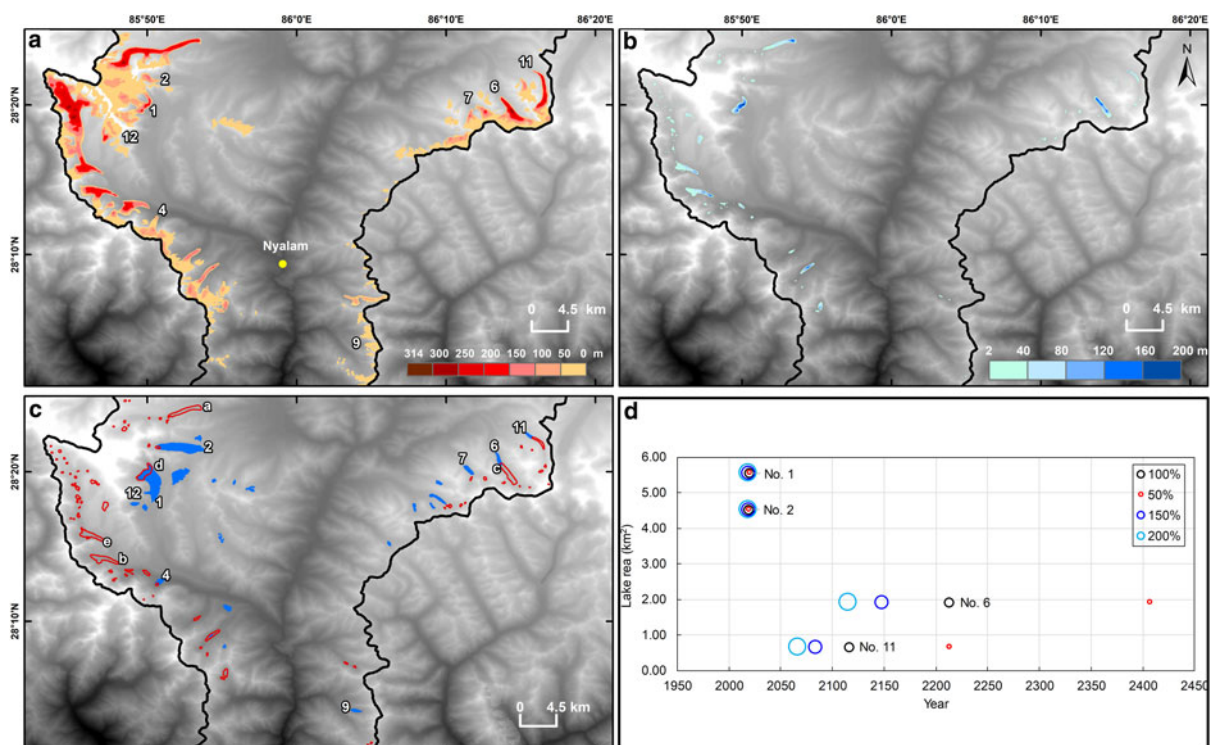 85°50'E 86°0'E 86°10'E 86°20'E
28°20'N
28°10'N
a
2
1
12
4
11
6
7
Nyalam
9
0 4.5 km
314 300 250 200 150 100 50 0 m
85°50'E 86°0'E 86°10'E 86°20'E
b
N
0 4.5 km
2 40 80 120 160 200 m
28°20'N
28°10'N
c
a
2
d
12
1
e
b
4
11
6
7
c
9
0 4.5 km
d
Lake rea (km²)
6.00
5.00
4.00
3.00
2.00
1.00
0.00
No. 1
No. 2
No. 6
No. 11
100%
50%
150%
200%
1950 2000 2050 2100 2150 2200 2250 2300 2350 2400 2450
Year